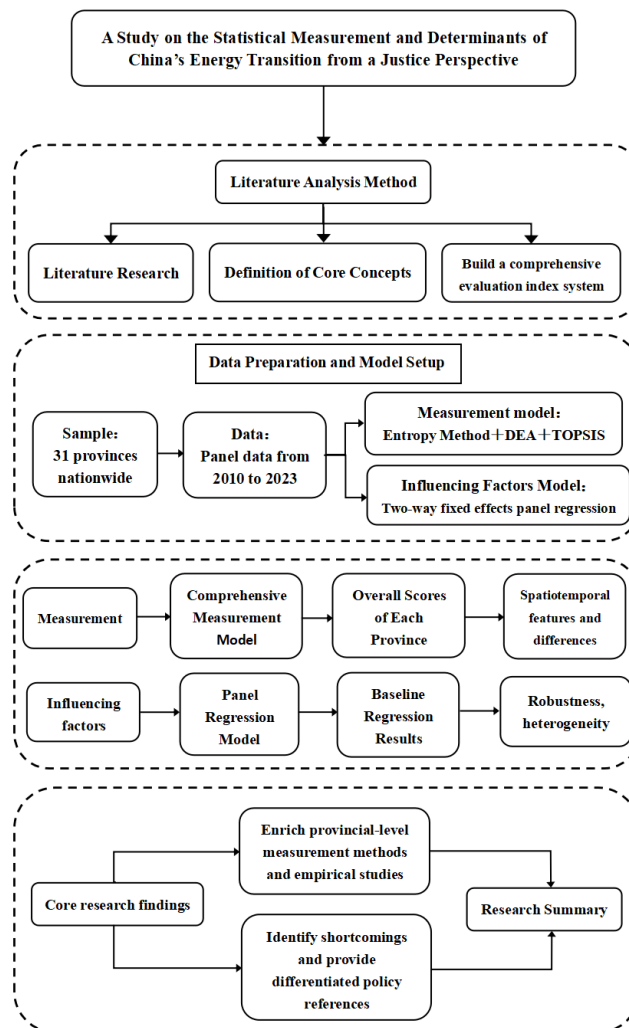 A Study on the Statistical Measurement and Determinants of
China's Energy Transition from a Justice Perspective
Literature Analysis Method
Literature Research
Definition of Core Concepts
Build a comprehensive
evaluation index system
Data Preparation and Model Setup
Sample：
31 provinces
nationwide
Data：
Panel data from
2010 to 2023
Measurement model：
Entropy Method＋DEA＋TOPSIS
Influencing Factors Model：
Two-way fixed effects panel regression
Measurement
Comprehensive
Measurement
Model
Overall Scores
of Each
Province
Spatiotemporal
features and
differences
Influencing
factors
Panel
Regression
Model
Baseline
Regression
Results
Robustness,
heterogeneity
Core research findings
Enrich provincial-level
measurement methods
and empirical studies
Identify shortcomings
and provide
differentiated policy
references
Research Summary